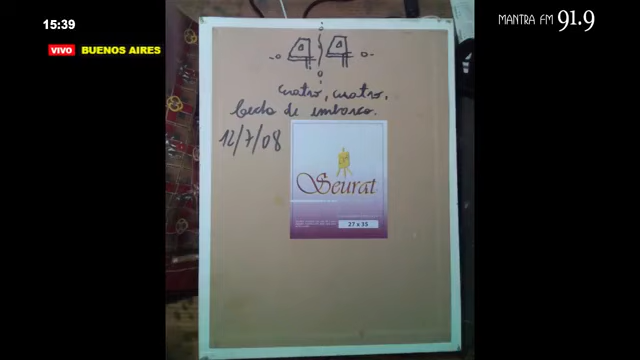 15:39
VIVO BUENOS AIRES
MANTRA FM 91.9
cuatro, cuatro,
fecha de embarco.
12/7/08
Seurat
27 x 35